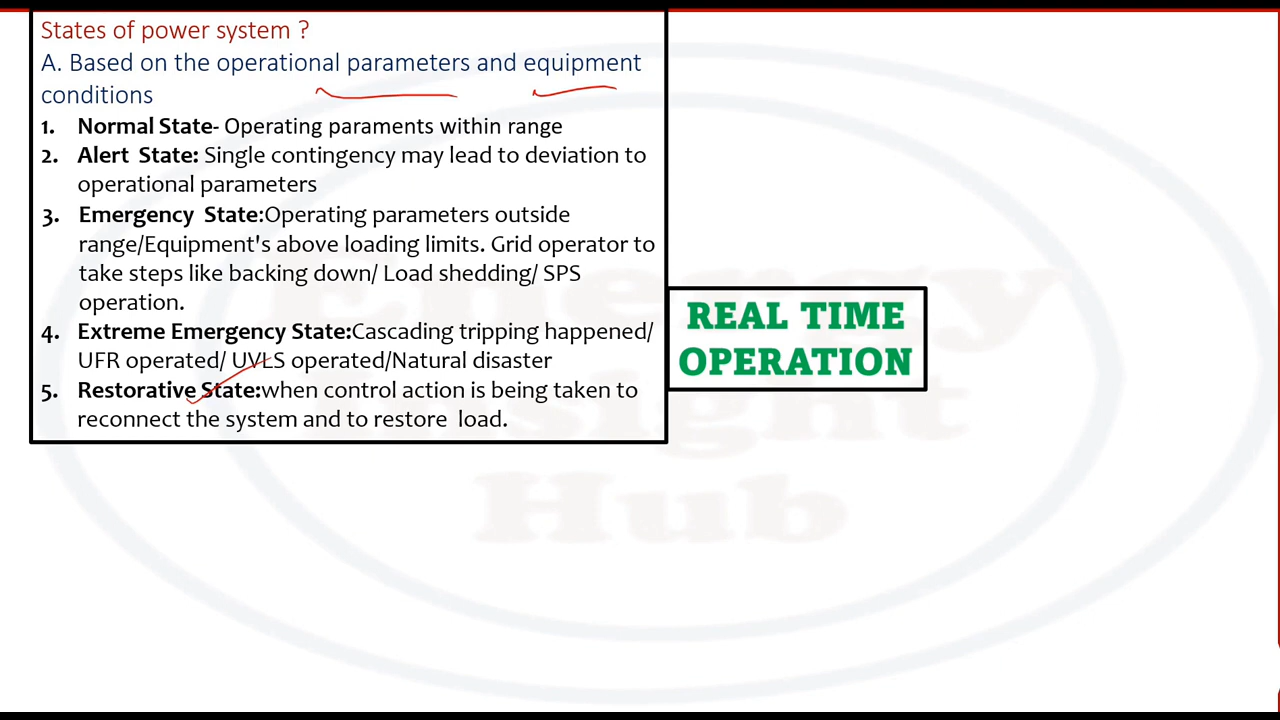 States of power system ?
A. Based on the operational parameters and equipment
conditions
1. Normal State- Operating paraments within range
2. Alert State: Single contingency may lead to deviation to
operational parameters
3. Emergency State:Operating parameters outside
range/Equipment's above loading limits. Grid operator to
take steps like backing down/ Load shedding/ SPS
operation.
4. Extreme Emergency State:Cascading tripping happened/
UFR operated/ UVLS operated/Natural disaster
5. Restorative State:when control action is being taken to
reconnect the system and to restore load.
REAL TIME
OPERATION
Energy
Insight
Hub